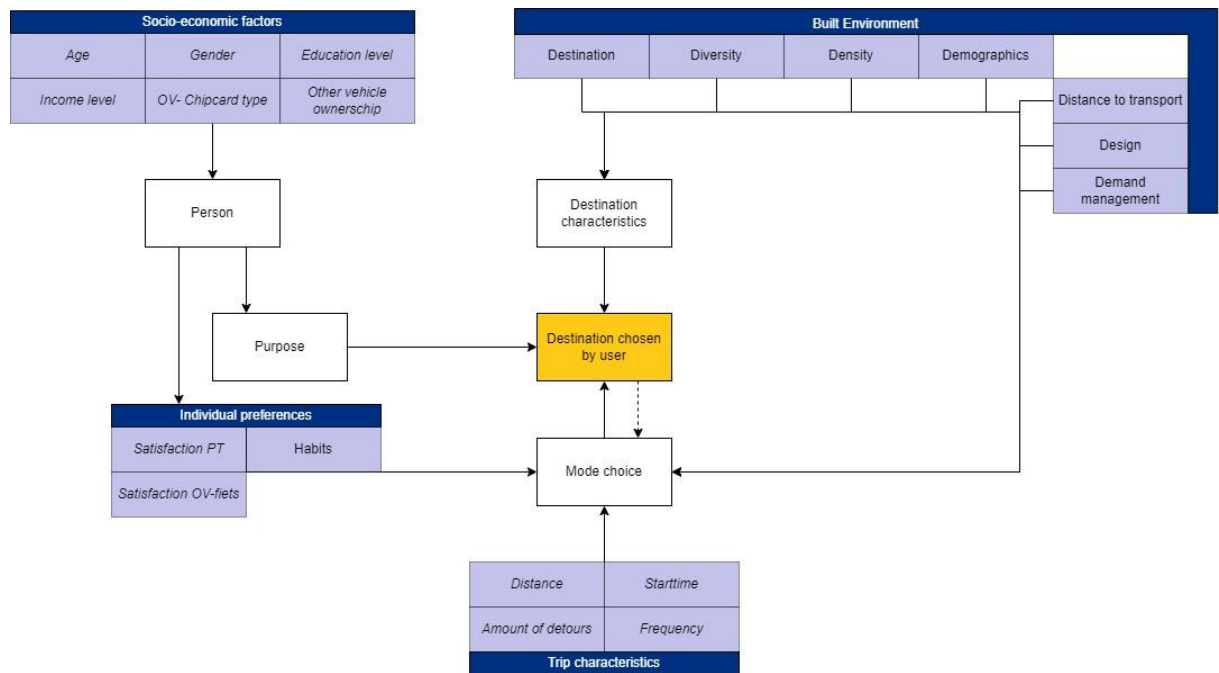 Socio-economic factors
Age
Gender
Education level
Income level
OV- Chipcard type
Other vehicle
ownerschip
Built Environment
Destination
Diversity
Density
Demographics
Distance to transport
Design
Demand
management
Person
Destination
characteristics
Purpose
Destination chosen
by user
Individual preferences
Satisfaction PT
Habits
Satisfaction OV-fiets
Mode choice
Distance
Starttime
Amount of detours
Frequency
Trip characteristics